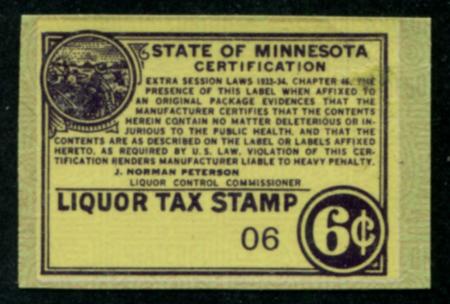 STATE OF MINNESOTA
CERTIFICATION
EXTRA SESSION LAWS 1933-34, CHAPTER 46, THE
PRESENCE OF THIS LABEL WHEN AFFIXED TO
AN ORIGINAL PACKAGE EVIDENCES THAT THE
MANUFACTURER CERTIFIES THAT THE CONTENTS
HEREIN CONTAIN NO MATTER DELETERIOUS OR IN-
JURIOUS TO THE PUBLIC HEALTH, AND THAT THE
CONTENTS ARE AS DESCRIBED ON THE LABEL OR LABELS AFFIXED
HERETO, AS REQUIRED BY U.S. LAW, VIOLATION OF THIS CER-
TIFICATION RENDERS MANUFACTURER LIABLE TO HEAVY PENALTY.
J. NORMAN PETERSON
LIQUOR CONTROL COMMISSIONER
LIQUOR TAX STAMP
06
6¢